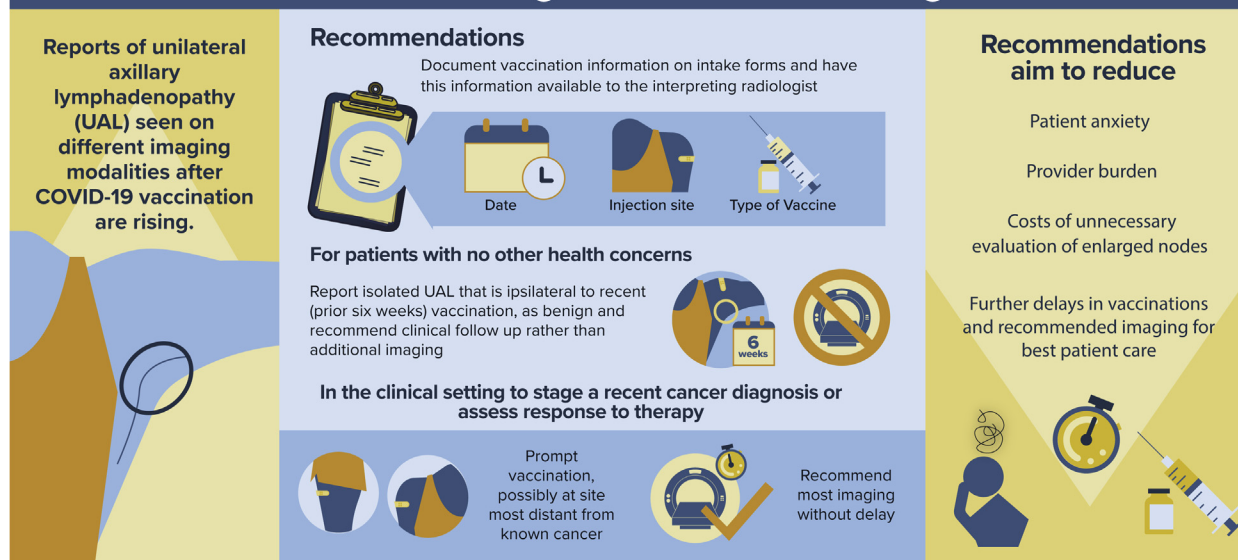 Reports of unilateral
axillary
lymphadenopathy
(UAL) seen on
different imaging
modalities after
COVID-19 vaccination
are rising.
Recommendations
Document vaccination information on intake forms and have
this information available to the interpreting radiologist
Date
Injection site
Type of Vaccine
For patients with no other health concerns
Report isolated UAL that is ipsilateral to recent
(prior six weeks) vaccination, as benign and
recommend clinical follow up rather than
additional imaging
6
weeks
In the clinical setting to stage a recent cancer diagnosis or
assess response to therapy
Prompt
vaccination,
possibly at site
most distant from
known cancer
Recommend
most imaging
without delay
Recommendations
aim to reduce
Patient anxiety
Provider burden
Costs of unnecessary
evaluation of enlarged nodes
Further delays in vaccinations
and recommended imaging for
best patient care